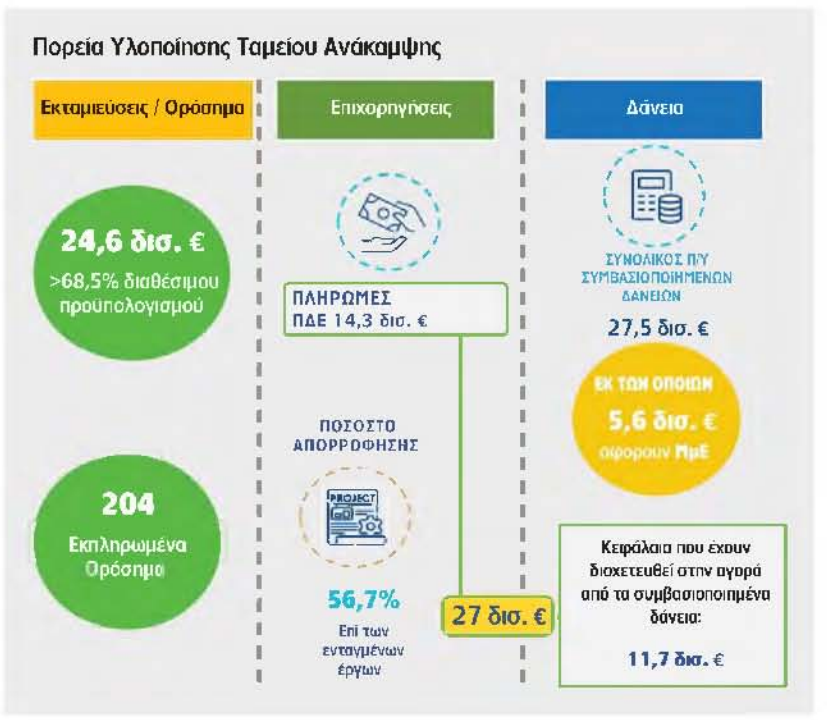 Πορεία Υλοποίησης Ταμείου Ανάκαμψης
Εκταμιεύσεις / Ορόσημα
24,6 δισ. €
>68,5% διαθέσιμου
προϋπολογισμού
204
Εκπληρωμένα
Ορόσημα
Επιχορηγήσεις
ΠΛΗΡΩΜΕΣ
ΠΔΕ 14,3 δισ. €
ΠΟΣΟΣΤΟ
ΑΠΟΡΡΟΦΗΣΗΣ
PROJECT
56,7%
Επί των
ενταγμένων
έργων
27 δισ. €
Δάνεια
ΣΥΝΟΛΙΚΟΣ Π/Υ
ΣΥΜΒΑΣΙΟΠΟΙΗΜΕΝΩΝ
ΔΑΝΕΙΩΝ
27,5 δισ. €
ΕΚ ΤΩΝ ΟΠΟΙΩΝ
5,6 δισ. €
αφορουν ΜμΕ
Κεφάλαια που έχουν
διοχετευθεί στην αγορά
από τα συμβασιοποιημένα
δάνεια:
11,7 δισ. €